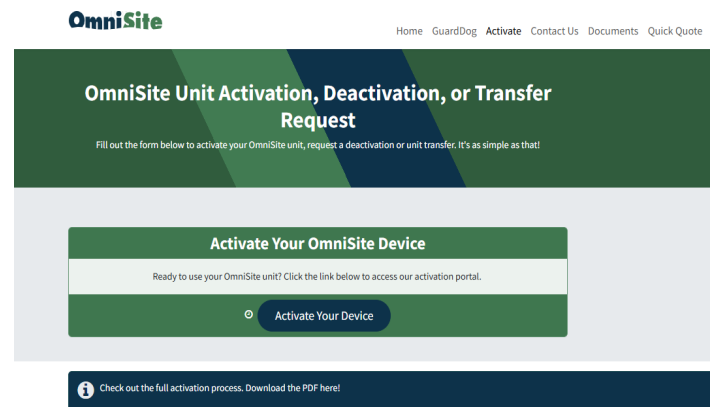 OmniSite
Home GuardDog Activate Contact Us Documents Quick Quote
OmniSite Unit Activation, Deactivation, or Transfer
Request
Fill out the form below to activate your OmniSite unit, request a deactivation or unit transfer. It's as simple as that!
Activate Your OmniSite Device
Ready to use your OmniSite unit? Click the link below to access our activation portal.
Activate Your Device
Check out the full activation process. Download the PDF here!